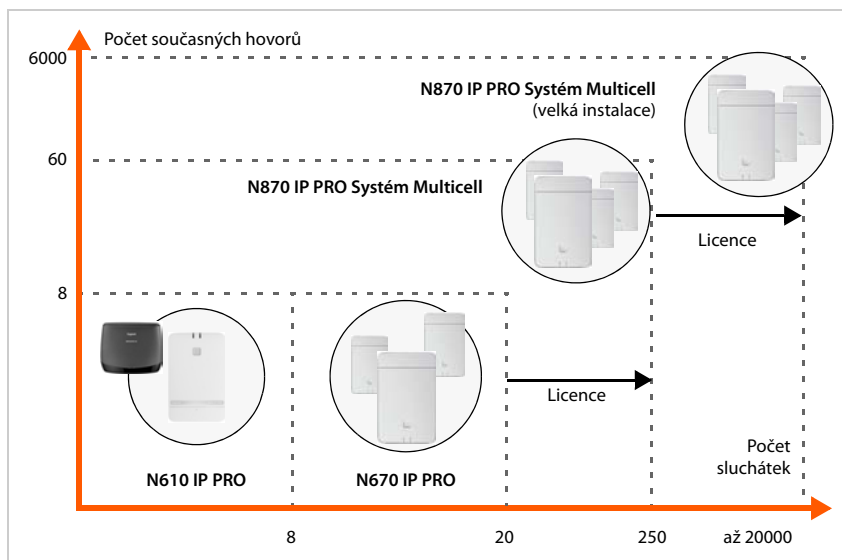 Počet současných hovorů
6000
N870 IP PRO Systém Multicell
(velká instalace)
60
N870 IP PRO Systém Multicell
Licence
8
Licence
Počet
sluchátek
N610 IP PRO
N670 IP PRO
8
20
250
až 20000